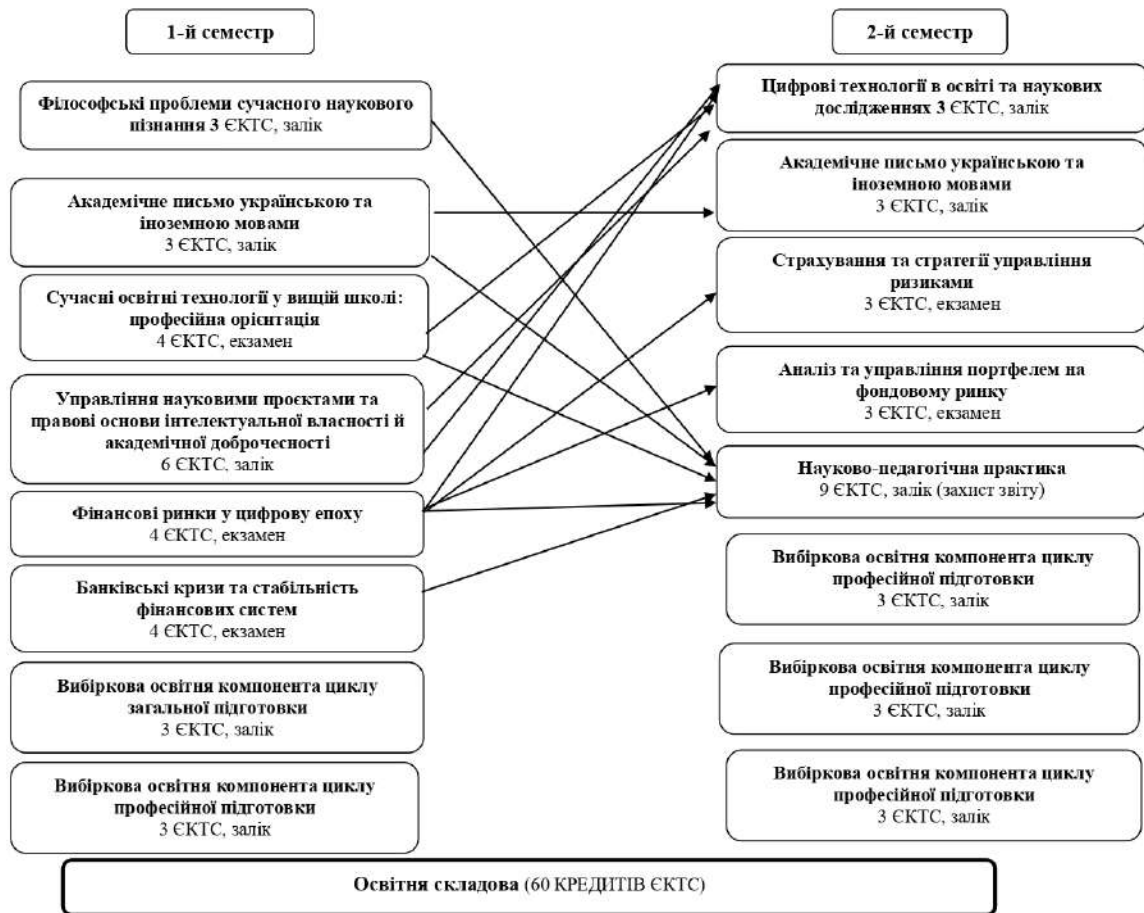 1-й семестр
2-й семестр
Філософські проблеми сучасного наукового
пізнання 3 ЄКТС, залік
Академічне письмо українською та
іноземною мовами
3 ЄКТС, залік
Сучасні освітні технології у вищій школі:
професійна орієнтація
4 ЄКТС, екзамен
Управління науковими проєктами та
правові основи інтелектуальної власності й
академічної доброчесності
6 ЄКТС, залік
Фінансові ринки у цифрову епоху
4 ЄКТС, екзамен
Банківські кризи та стабільність
фінансових систем
4 ЄКТС, екзамен
Вибіркова освітня компонента циклу
загальної підготовки
3 ЄКТС, залік
Вибіркова освітня компонента циклу
професійної підготовки
3 ЄКТС, залік
Цифрові технології в освіті та наукових
дослідженнях 3 ЄКТС, залік
Академічне письмо українською та
іноземною мовами
3 ЄКТС, залік
Страхування та стратегії управління
ризиками
3 ЄКТС, екзамен
Аналіз та управління портфелем на
фондовому ринку
3 ЄКТС, екзамен
Науково-педагогічна практика
9 ЄКТС, залік (захист звіту)
Вибіркова освітня компонента циклу
професійної підготовки
3 ЄКТС, залік
Вибіркова освітня компонента циклу
професійної підготовки
3 ЄКТС, залік
Вибіркова освітня компонента циклу
професійної підготовки
3 ЄКТС, залік
Освітня складова (60 КРЕДИТІВ ЄКТС)